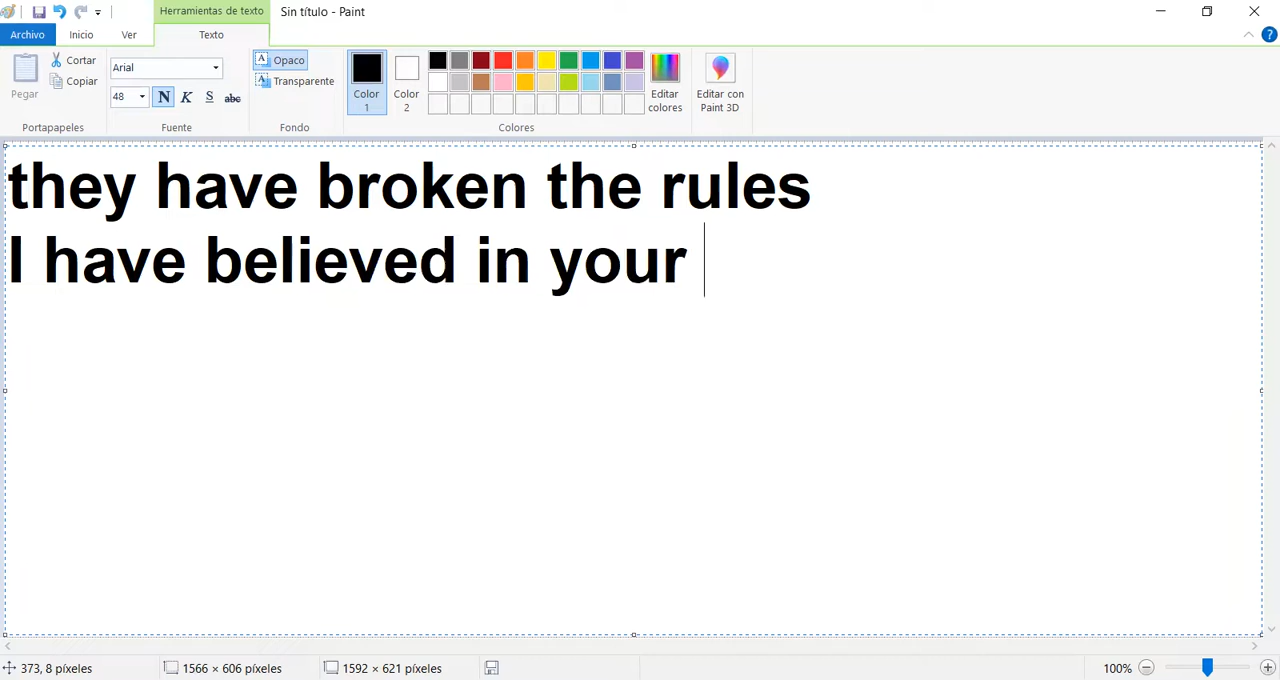 Herramientas de texto
Sin título - Paint
Archivo
Inicio
Ver
Texto
Pegar
Cortar
Copiar
Portapapeles
Arial
48
N K S abc
Fuente
Opaco
Transparente
Fondo
Color 1
Color 2
Editar colores
Colores
Editar con Paint 3D
they have broken the rules
I have believed in your
373, 8 píxeles
1566 × 606 píxeles
1592 × 621 píxeles
100%